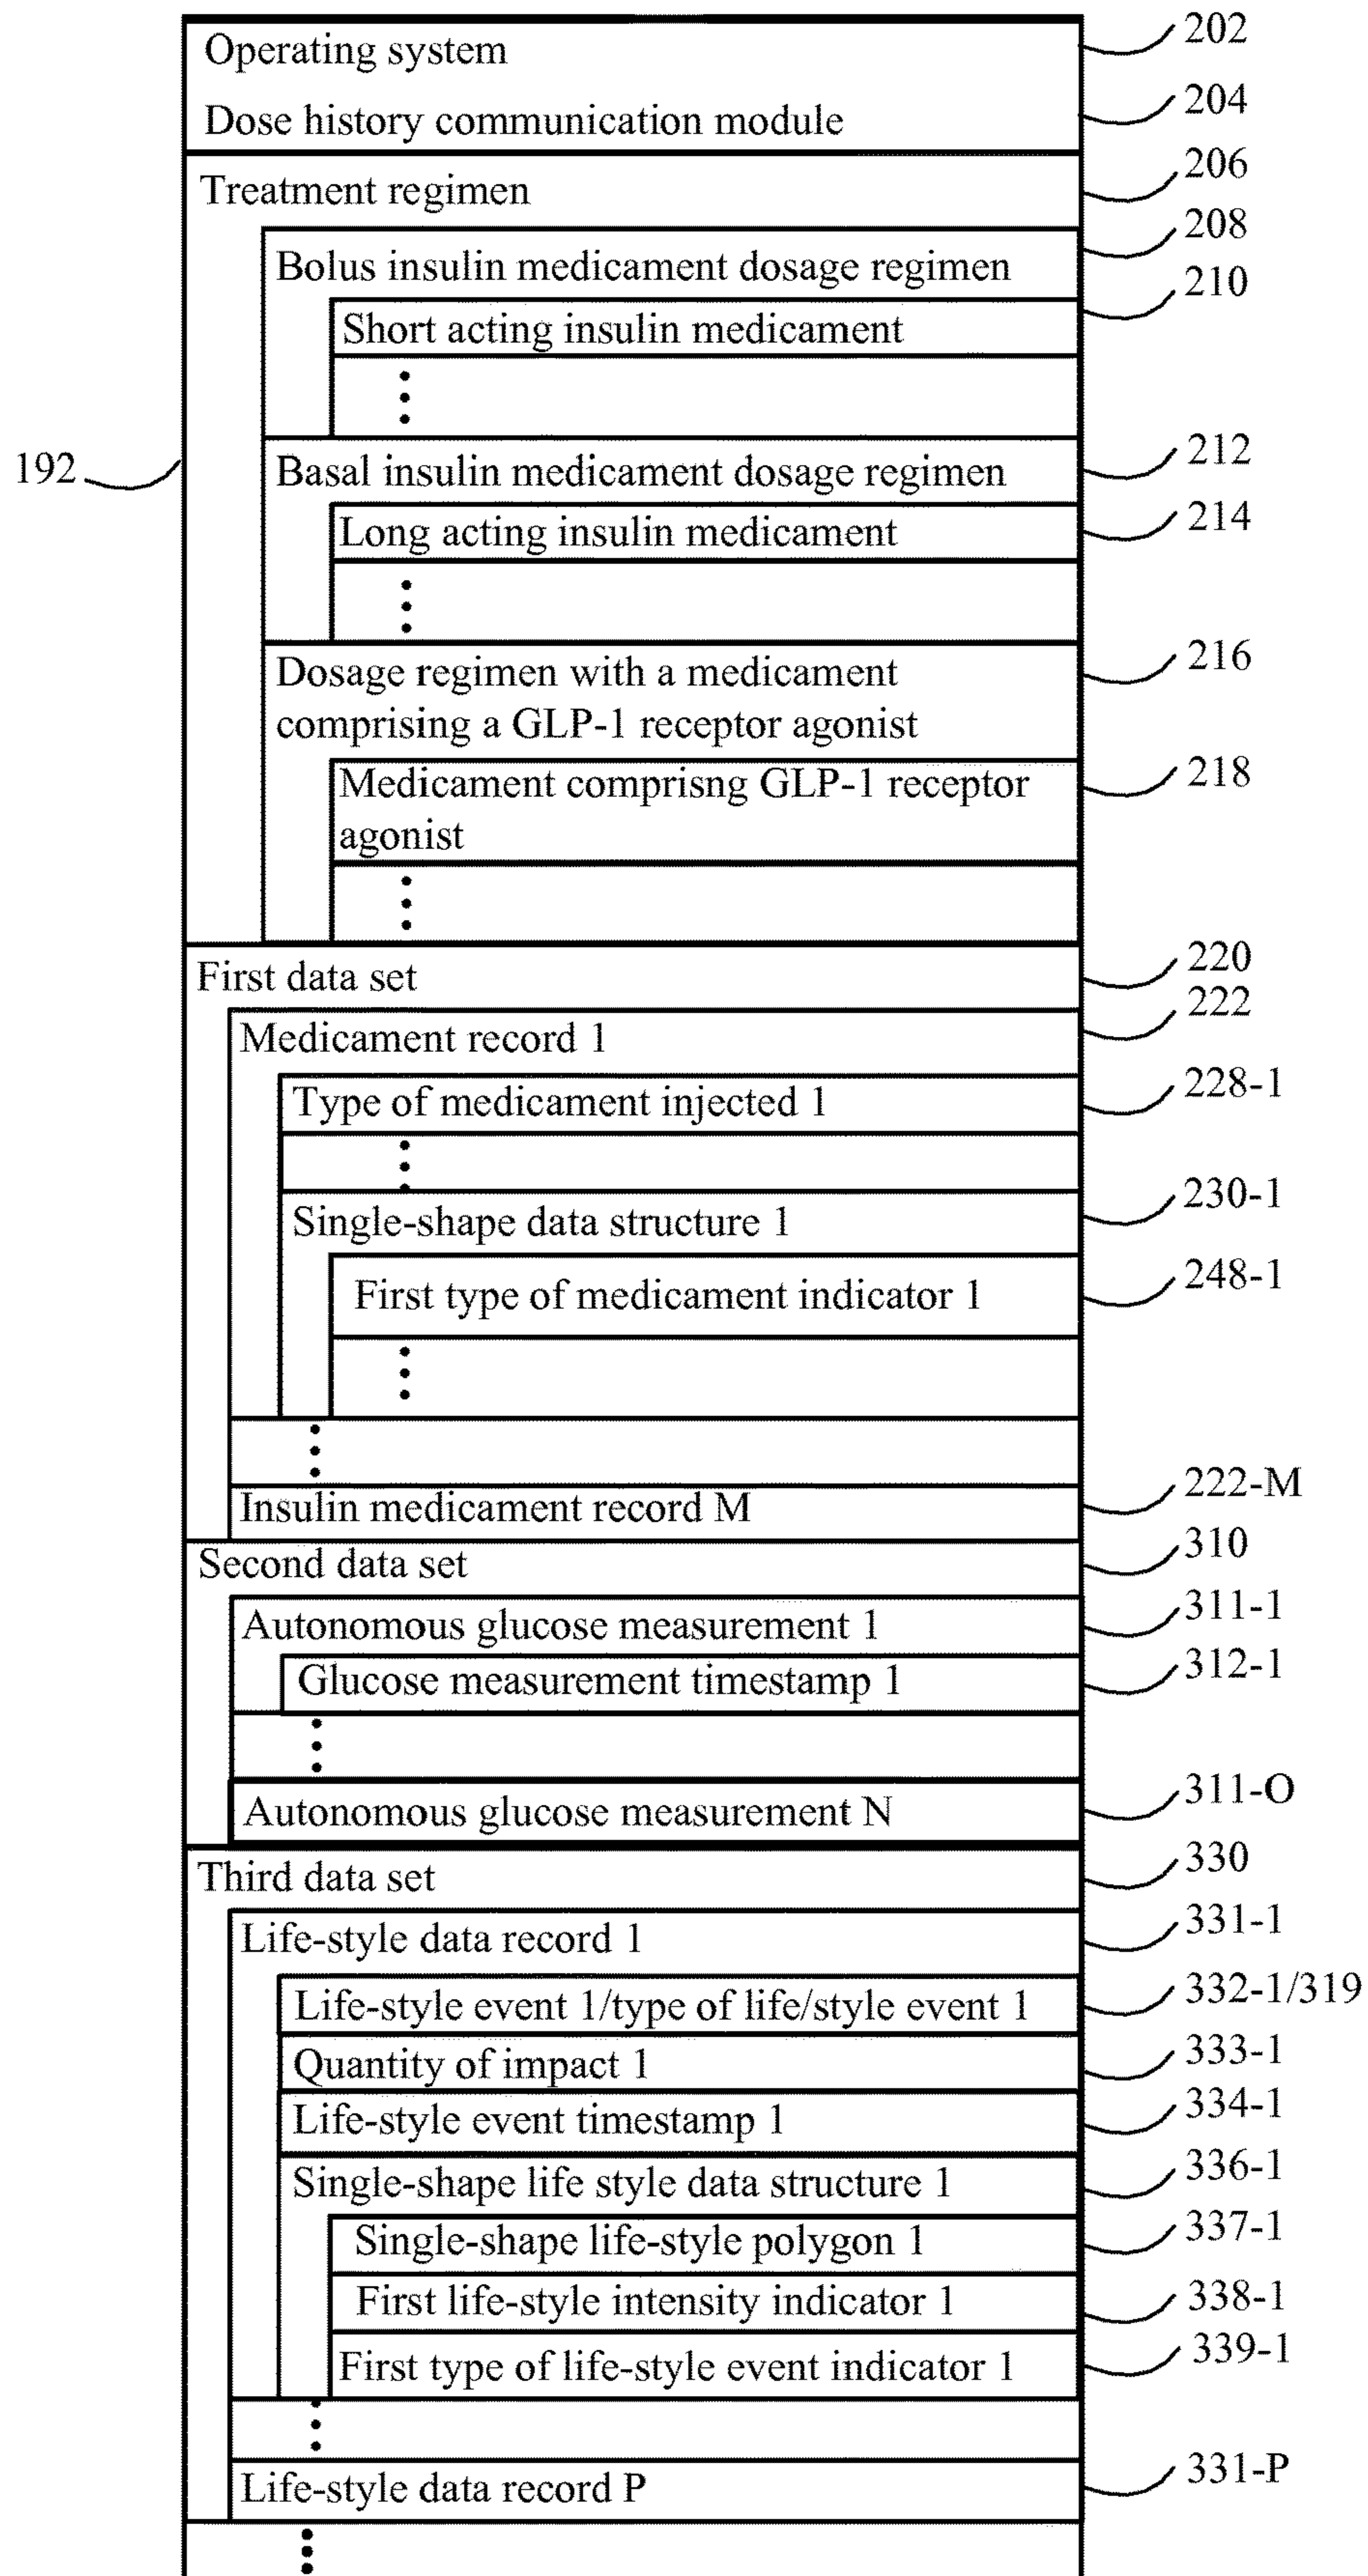 Operating system 202
Dose history communication module 204
Treatment regimen 206
Bolus insulin medicament dosage regimen 208
Short acting insulin medicament 210
192
Basal insulin medicament dosage regimen 212
Long acting insulin medicament 214
Dosage regimen with a medicament 216
comprising a GLP-1 receptor agonist
Medicament comprisng GLP-1 receptor 218
agonist
First data set 220
Medicament record 1 222
Type of medicament injected 1 228-1
Single-shape data structure 1 230-1
First type of medicament indicator 1 248-1
Insulin medicament record M 222-M
Second data set 310
Autonomous glucose measurement 1 311-1
Glucose measurement timestamp 1 312-1
Autonomous glucose measurement N 311-O
Third data set 330
Life-style data record 1 331-1
Life-style event 1/type of life/style event 1 332-1/319
Quantity of impact 1 333-1
Life-style event timestamp 1 334-1
Single-shape life style data structure 1 336-1
Single-shape life-style polygon 1 337-1
First life-style intensity indicator 1 338-1
First type of life-style event indicator 1 339-1
Life-style data record P 331-P